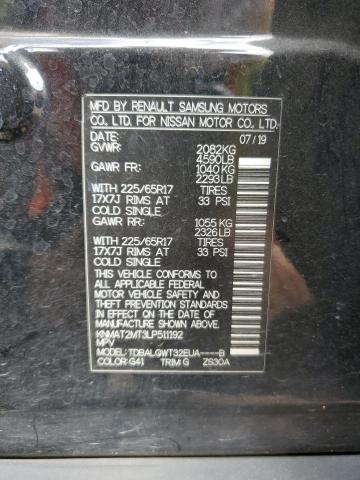 MFD BY RENAULT SAMSUNG MOTORS
CO., LTD. FOR NISSAN MOTOR CO., LTD.
DATE: 07/19
GVWR: 2082KG
4590LB
GAWR FR: 1040 KG
2293LB
WITH 225/65R17 TIRES
17X7J RIMS AT 33 PSI
COLD SINGLE
GAWR RR: 1055 KG
2326LB
WITH 225/65R17 TIRES
17X7J RIMS AT 33 PSI
COLD SINGLE
THIS VEHICLE CONFORMS TO
ALL APPLICABLE FEDERAL
MOTOR VEHICLE SAFETY AND
THEFT PREVENTION STANDARDS
IN EFFECT ON THE DATE OF
MANUFACTURE SHOWN ABOVE.
KNMAT2MT3LP511192
MPV
MODEL: TDBALQWT32EUA----B
COLOR: G41 TRIM: G ZS30A